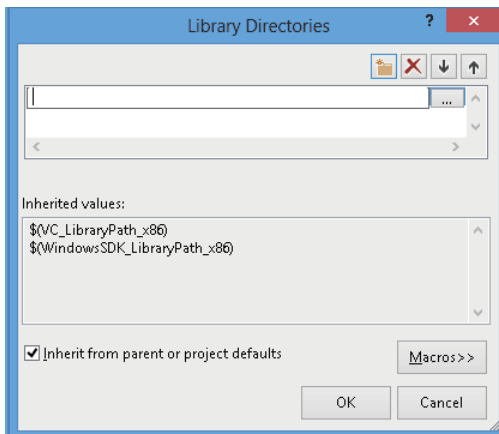 Library Directories
?
...
Inherited values:
$(VC_LibraryPath_x86)
$(WindowsSDK_LibraryPath_x86)
Inherit from parent or project defaults
Macros>>
OK
Cancel